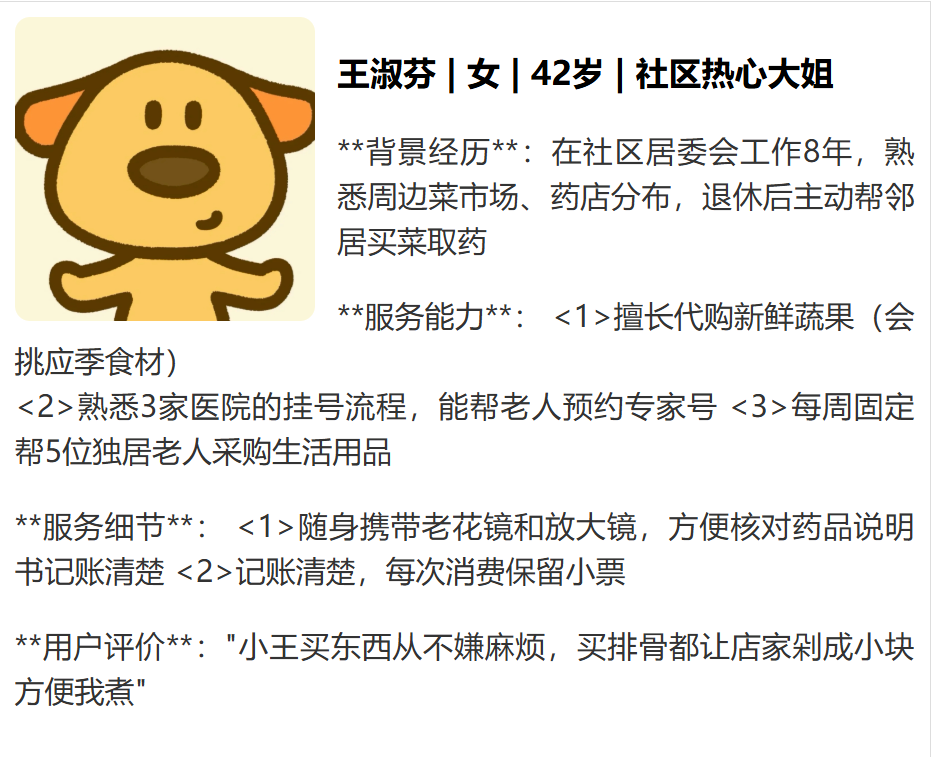 王淑芬 | 女 | 42岁 | 社区热心大姐
**背景经历**：在社区居委会工作8年，熟
悉周边菜市场、药店分布，退休后主动帮邻
居买菜取药
**服务能力**： <1>擅长代购新鲜蔬果（会
挑应季食材）
<2>熟悉3家医院的挂号流程，能帮老人预约专家号 <3>每周固定
帮5位独居老人采购生活用品
**服务细节**： <1>随身携带老花镜和放大镜，方便核对药品说明
书记账清楚 <2>记账清楚，每次消费保留小票
**用户评价**："小王买东西从不嫌麻烦，买排骨都让店家剁成小块
方便我煮"